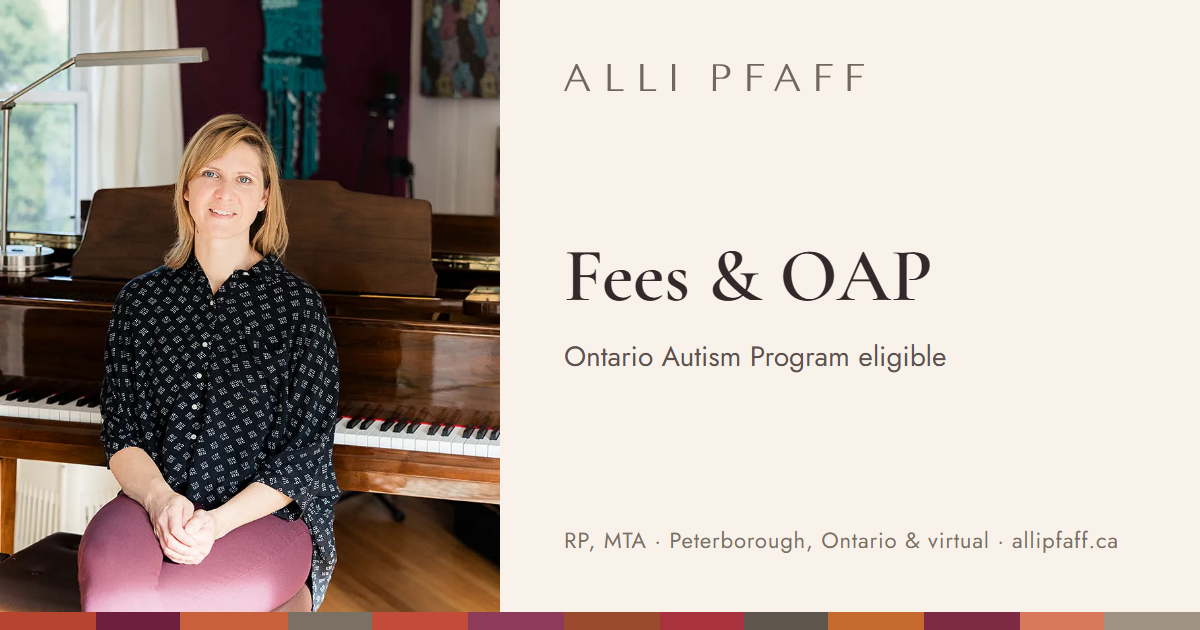 ALLI PFAFF
Fees & OAP
Ontario Autism Program eligible
RP, MTA · Peterborough, Ontario & virtual · allipfaff.ca